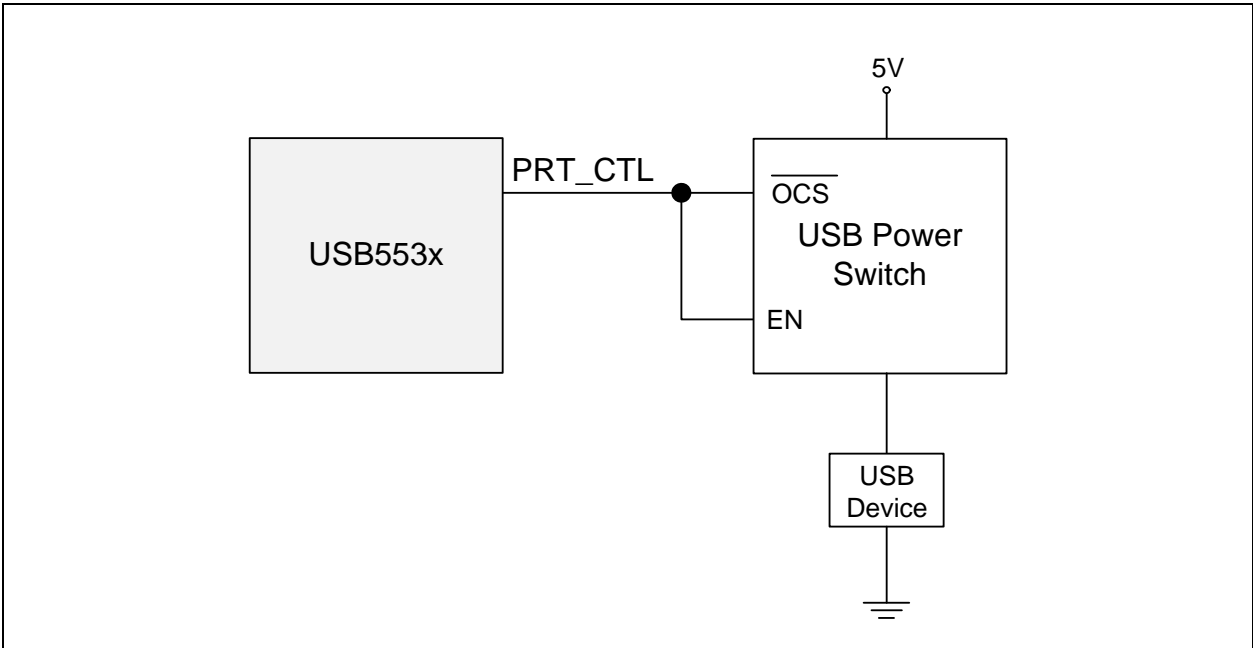 5V
PRT_CTL
OCS
USB553x
USB Power
Switch
EN
USB
Device